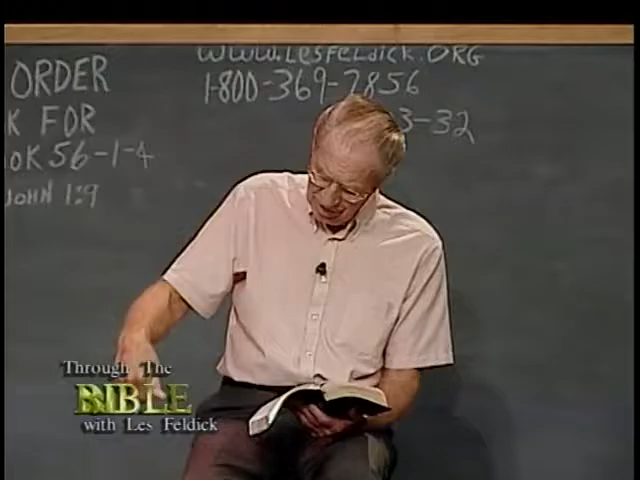 WWW.LESFELDICK.ORG
ORDER
1-800-369-7856
K FOR
3-32
OK 56-1-4
JOHN 1:9
Through The
BIBLE
with Les Feldick